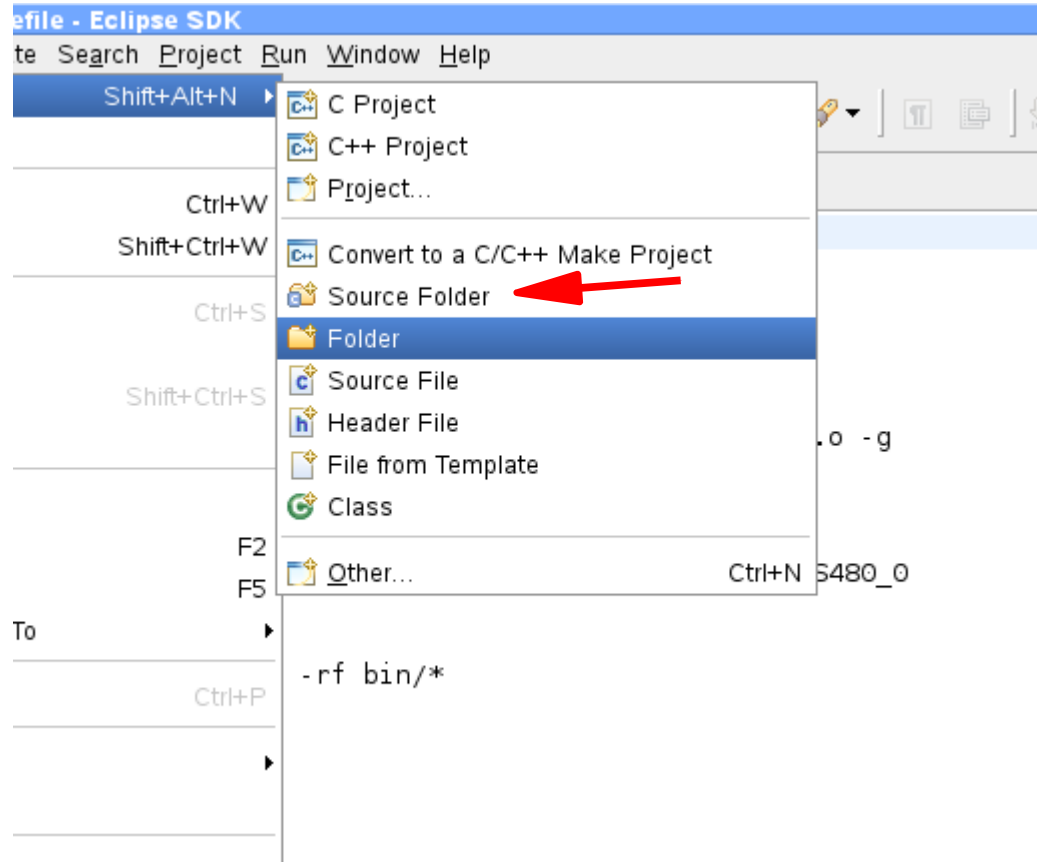 efile - Eclipse SDK
te Search Project Run Window Help
Shift+Alt+N
C Project
C++ Project
Project...
Ctrl+W
Shift+Ctrl+W
Convert to a C/C++ Make Project
Source Folder
Ctrl+S
Folder
Source File
Shift+Ctrl+S
Header File
.o -g
File from Template
Class
F2
Other... Ctrl+N S480_0
F5
To
-rf bin/*
Ctrl+P